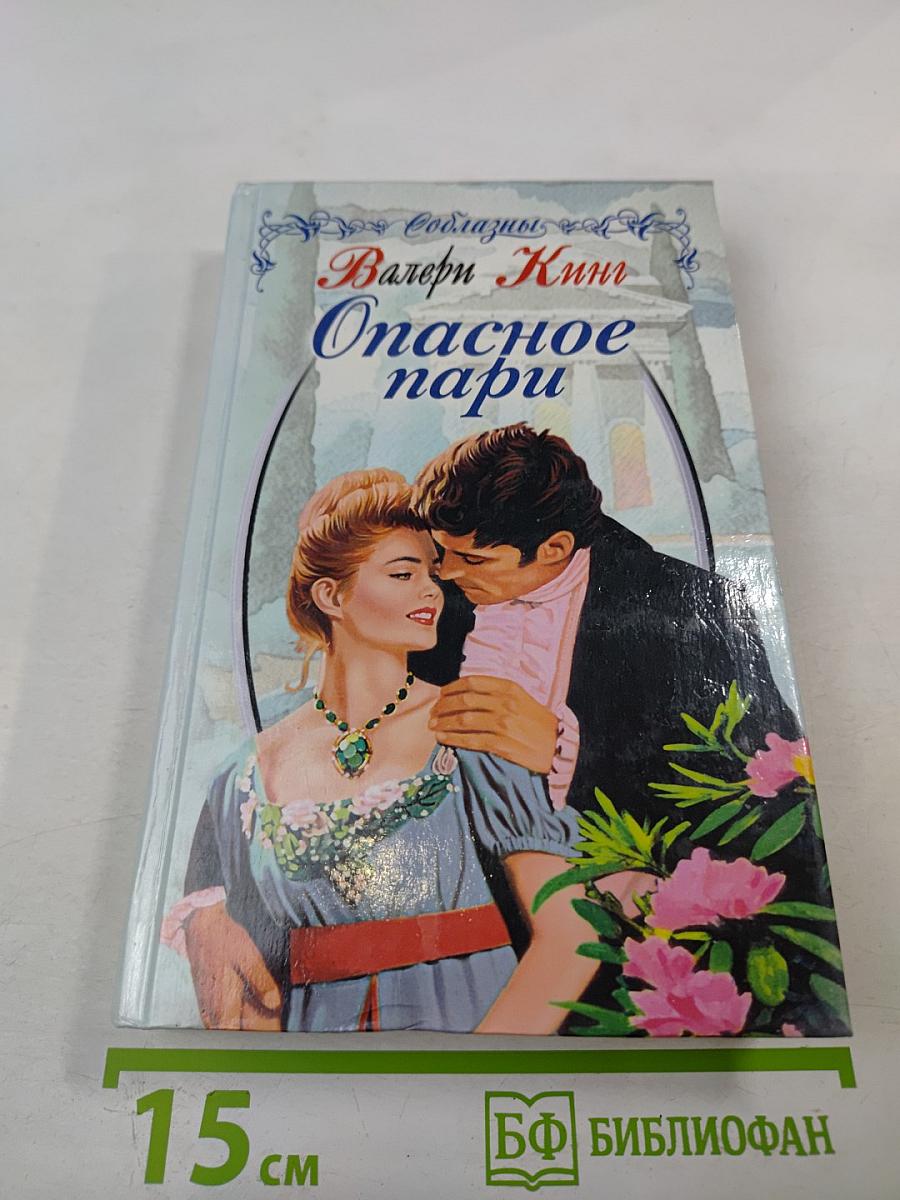 Соблазны
Валери Кинг
Опасное
пари
15 см
БФ БИБЛИОФАН